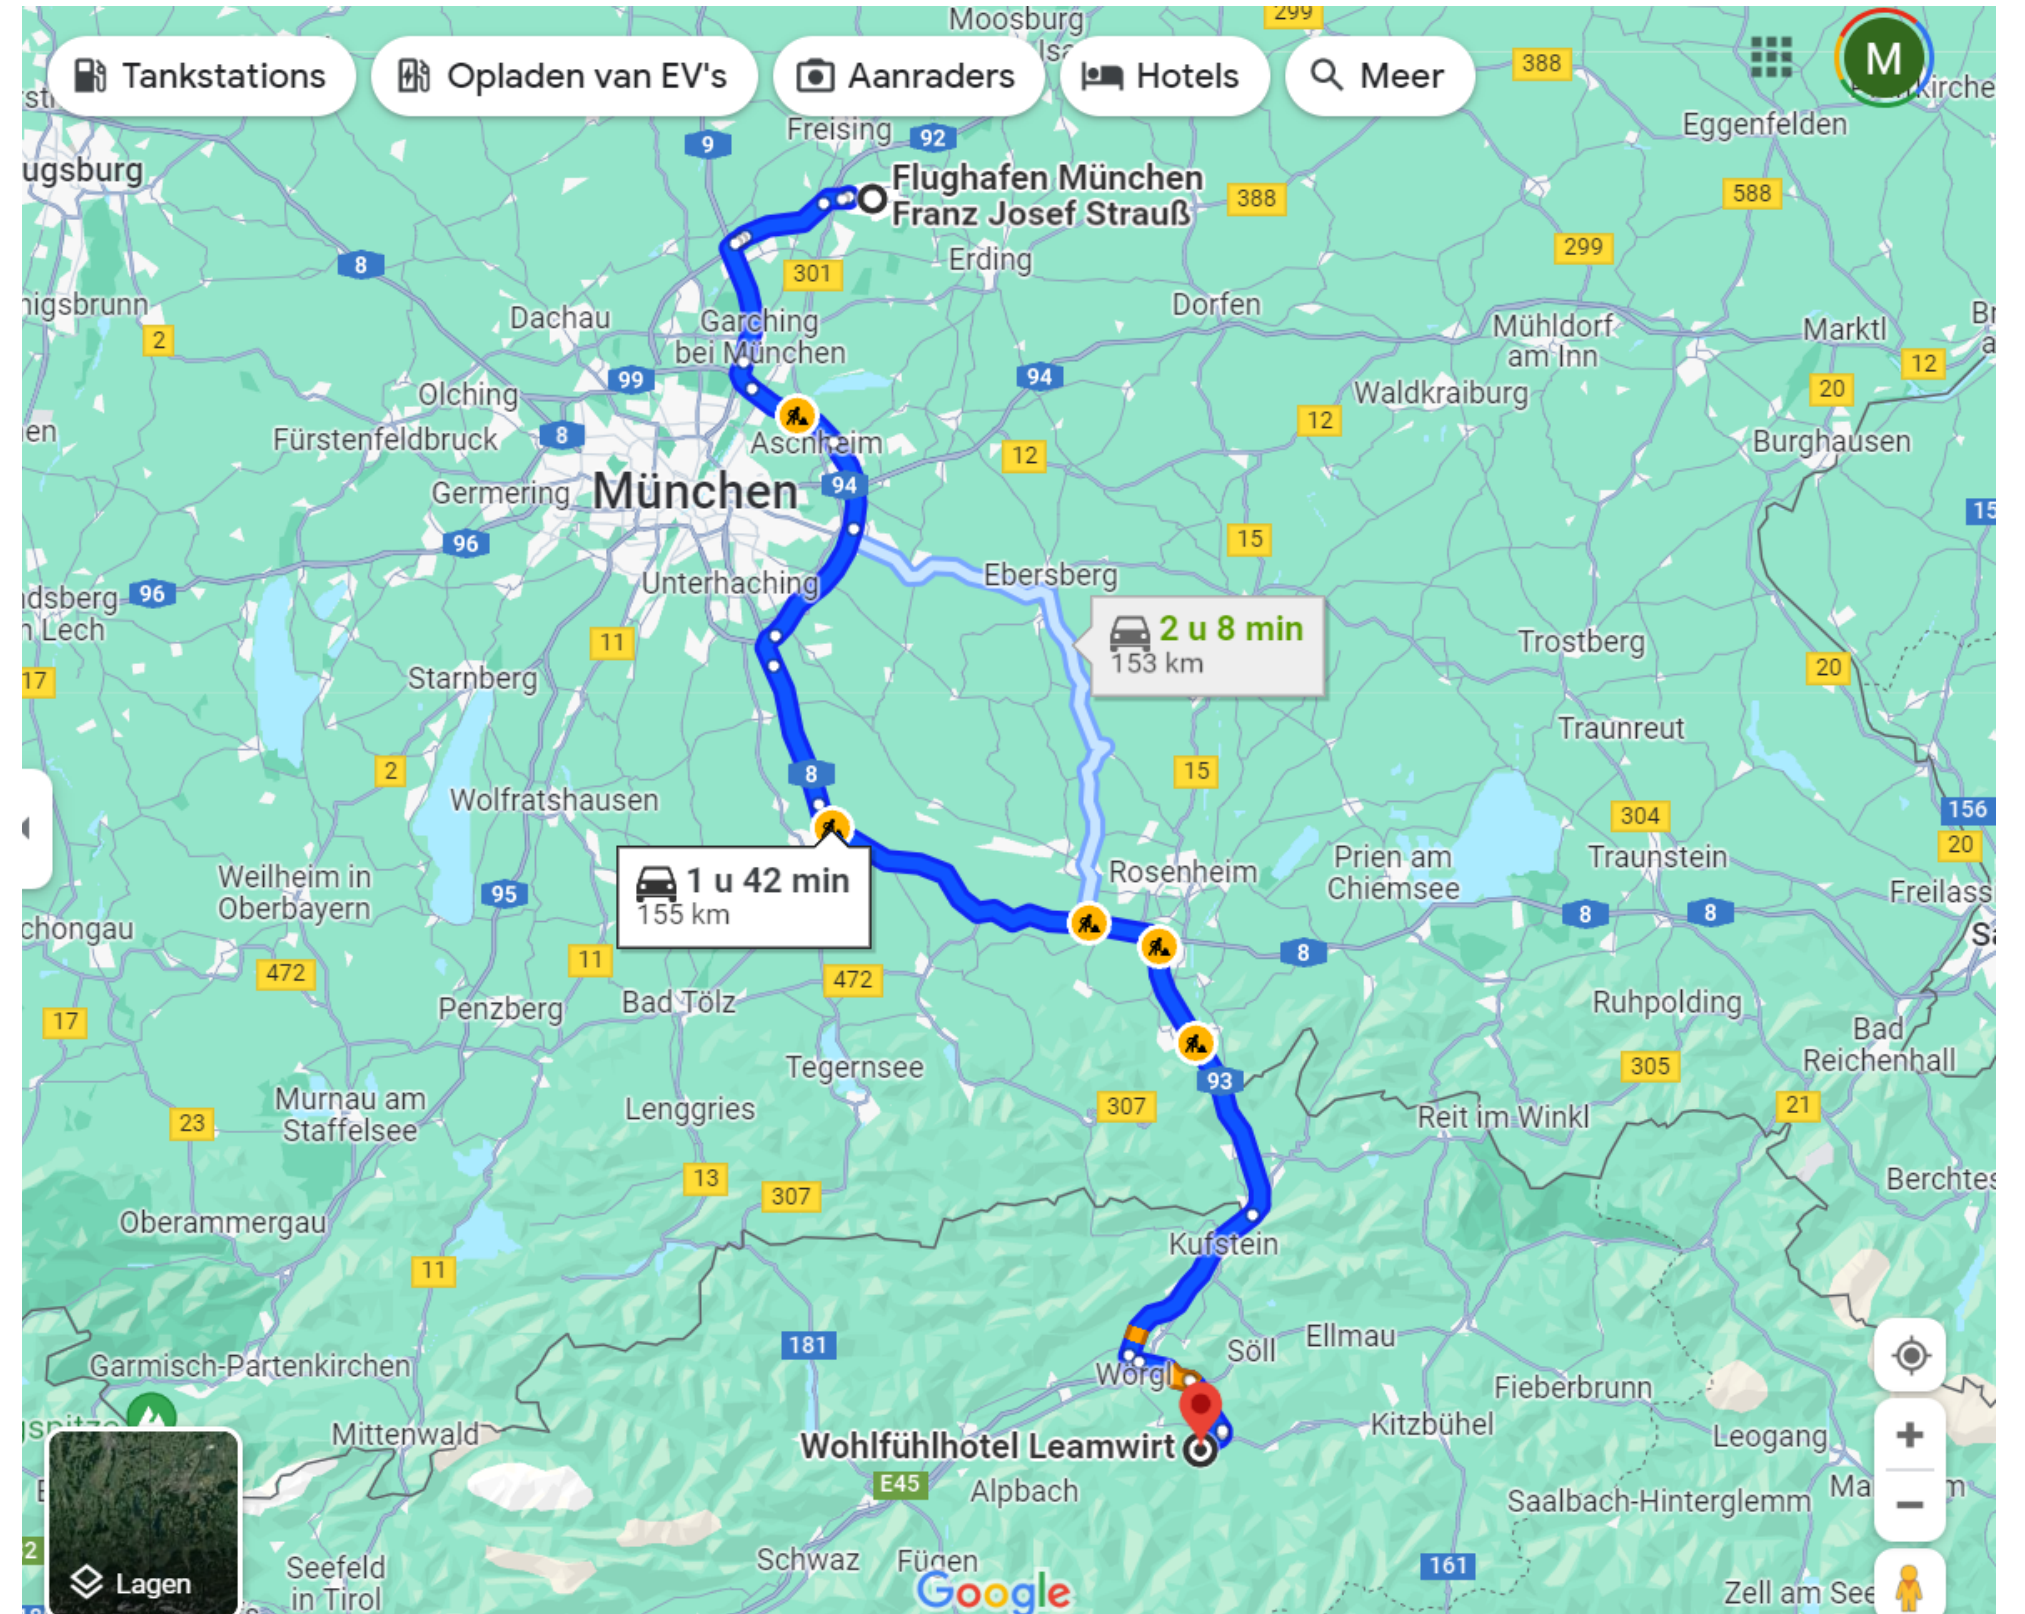 Moosburg
299
Tankstations
Opladen van EV's
Aanraders
Hotels
Meer
M
388
Eggenfelden
Freising
92
9
Flughafen München
Franz Josef Strauß
388
588
299
8
301
Erding
Dachau
Garching
bei München
Dorfen
Mühldorf
am Inn
Marktl
2
99
94
12
20
Olching
Waldkraiburg
12
Fürstenfeldbruck
8
Aschheim
12
Burghausen
Germering
München
94
96
15
Unterhaching
Ebersberg
96
11
2 u 8 min
153 km
Trostberg
20
17
Starnberg
Traunreut
2
8
15
Wolfratshausen
156
304
20
Weilheim in
Oberbayern
95
1 u 42 min
155 km
Rosenheim
Prien am
Chiemsee
Traunstein
8
8
8
472
11
472
Penzberg
Bad Tölz
Ruhpolding
17
Bad
Reichenhall
Tegernsee
93
305
Murnau am
Staffelsee
23
Lenggries
307
Reit im Winkl
21
13
307
Oberammergau
Kufstein
11
181
Söll
Ellmau
Garmisch-Partenkirchen
Wörgl
Fieberbrunn
Mittenwald
Kitzbühel
Leogang
Wohlfühlhotel Leamwirt
E45
Alpbach
Saalbach-Hinterglemm
Schwaz
Fügen
161
Seefeld
in Tirol
Lagen
Google
Zell am See